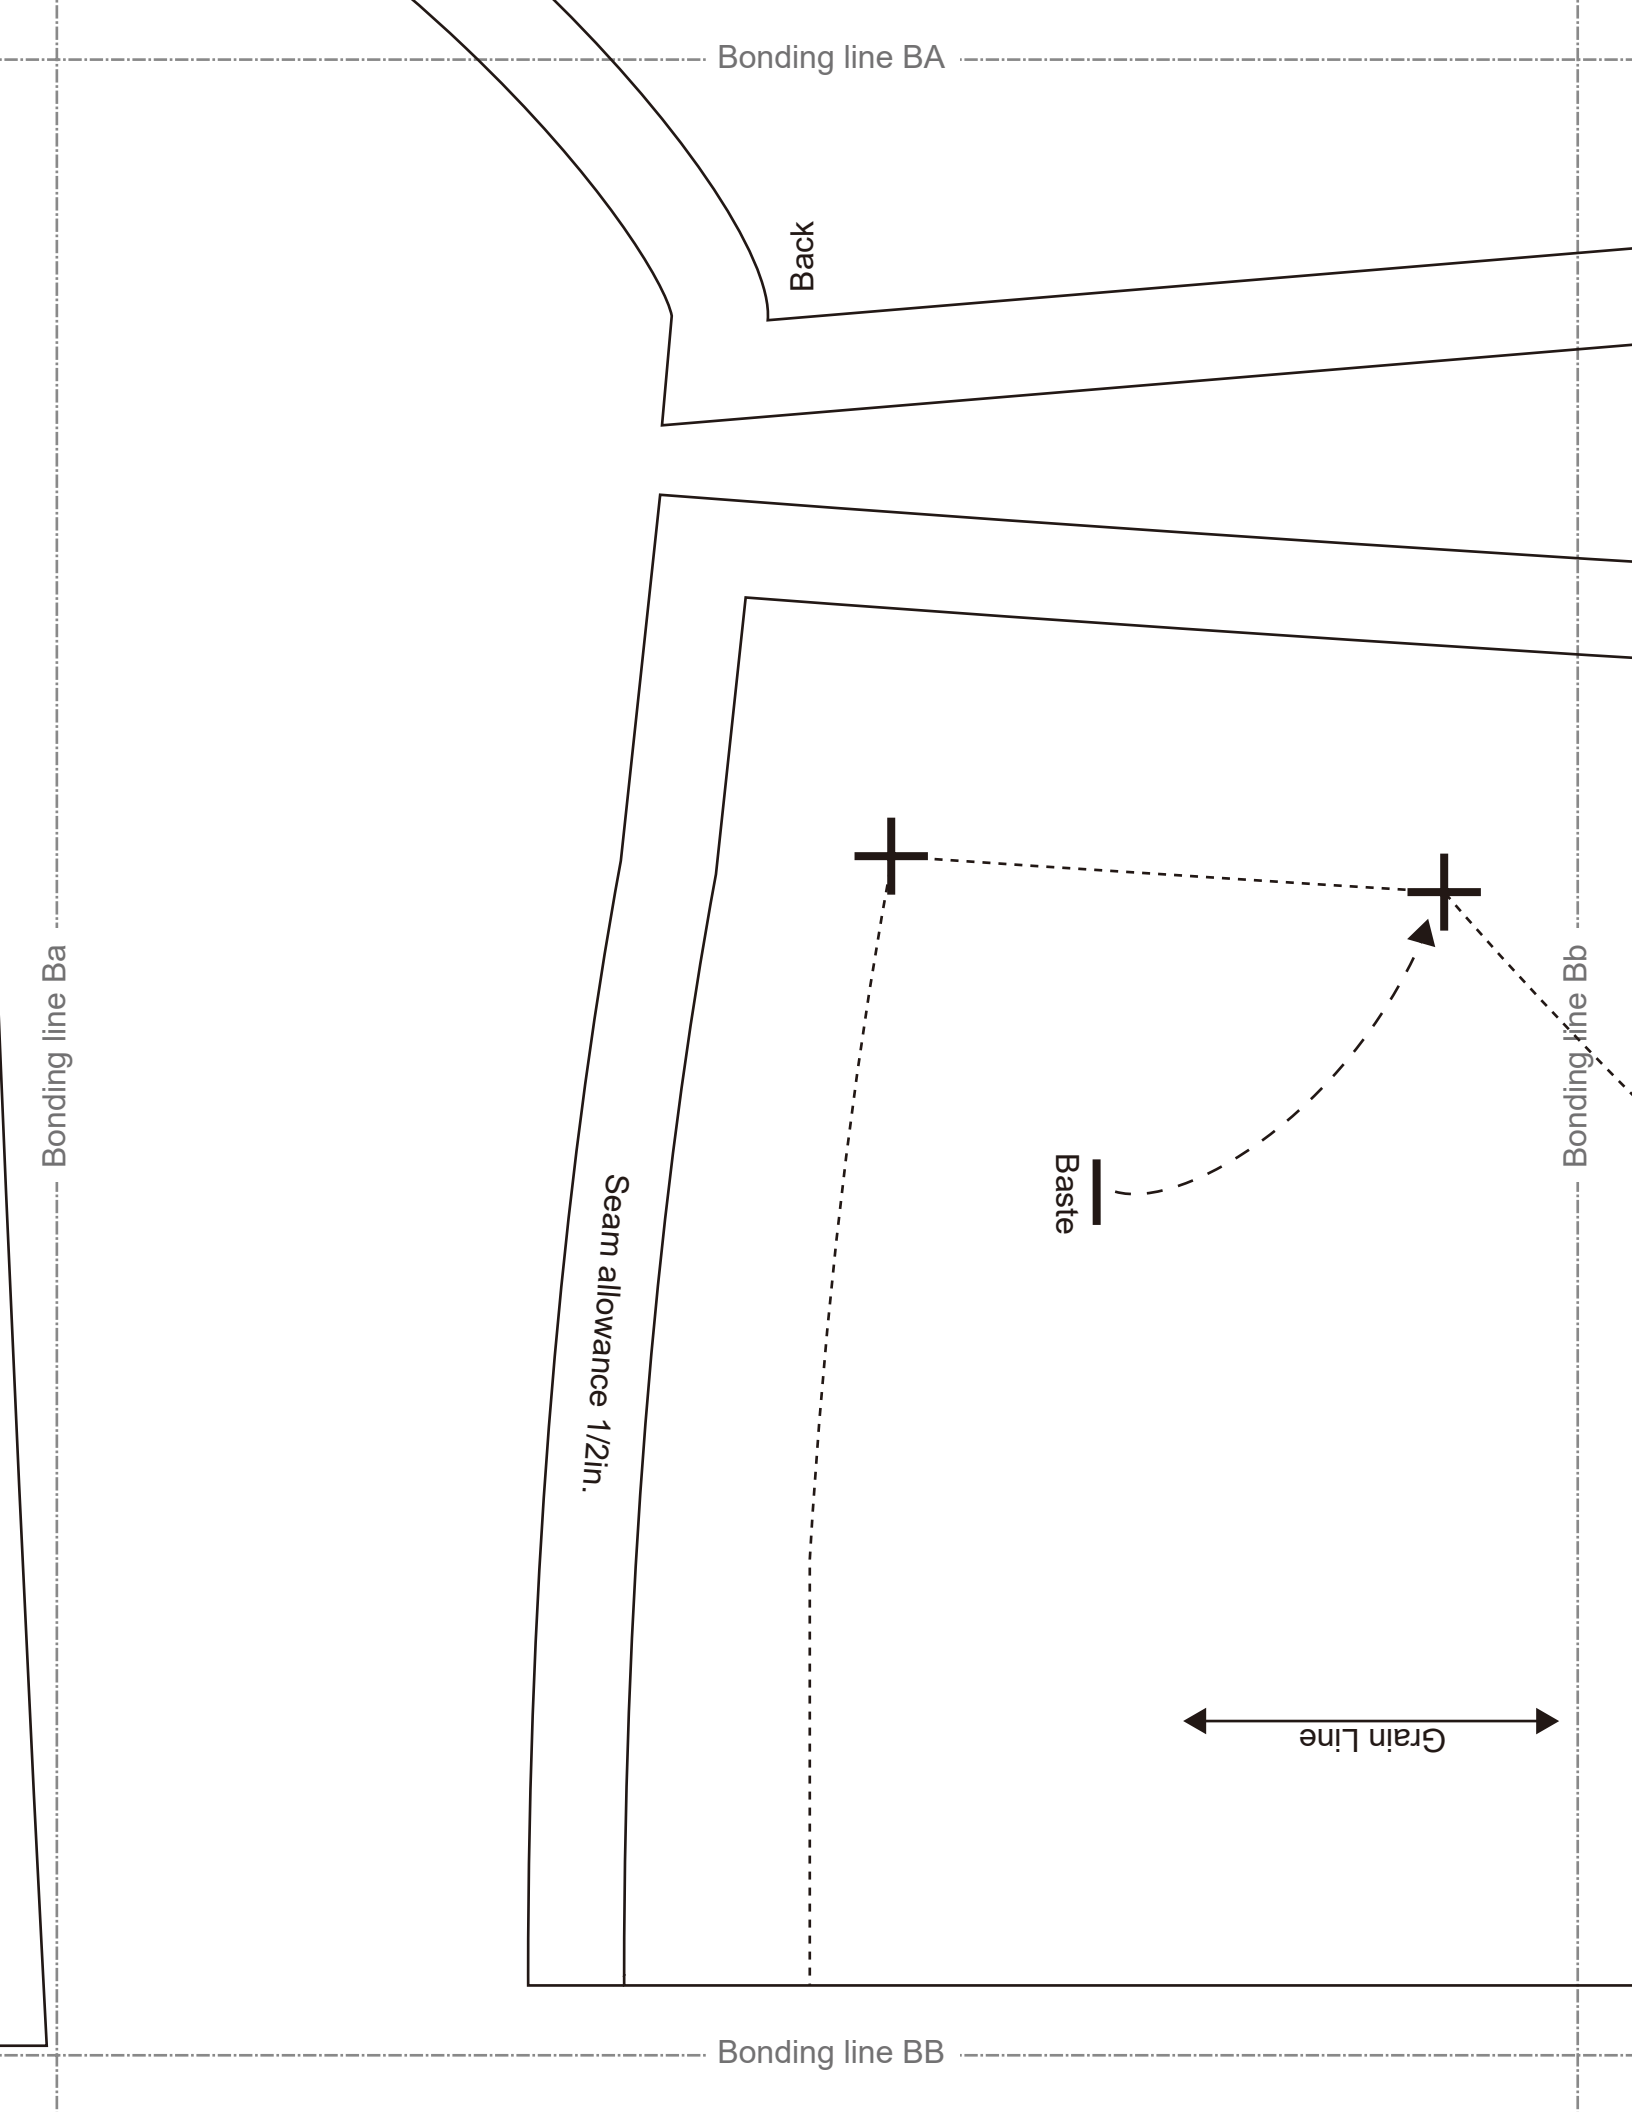 Bonding line BA
Back
Bonding line Ba
Bonding line Bb
Baste
Seam allowance 1/2in.
Grain Line
Bonding line BB